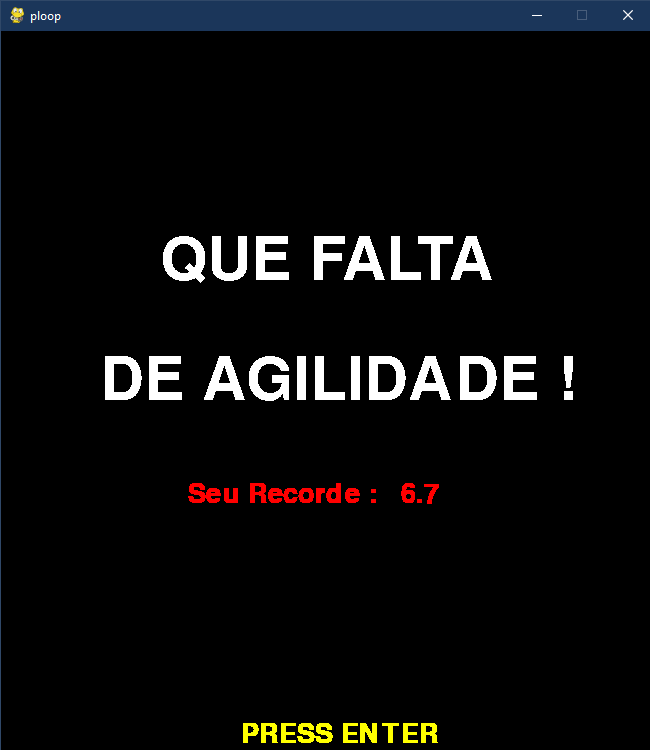 ploop
QUE FALTA
DE AGILIDADE !
Seu Recorde : 6.7
PRESS ENTER